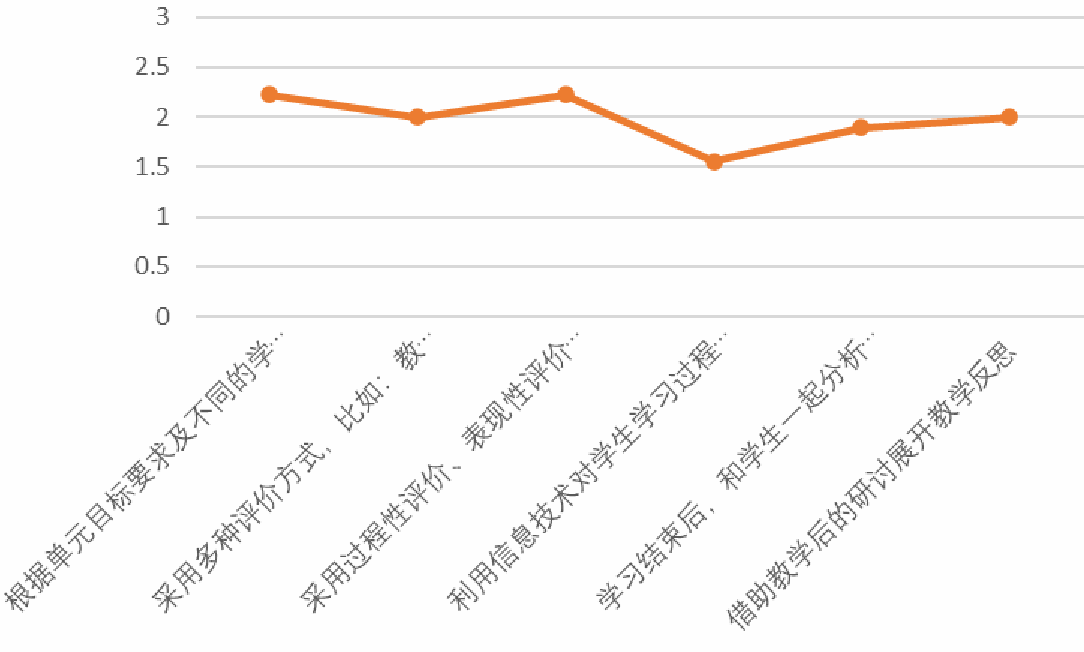 3
2.5
2
1.5
1
0.5
0
根据单元目标要求及不同的学…
采用多种评价方式，比如：教…
采用过程性评价、表现性评价…
利用信息技术对学生学习过程…
学习结束后，和学生一起分析…
借助教学后的研讨展开教学反思